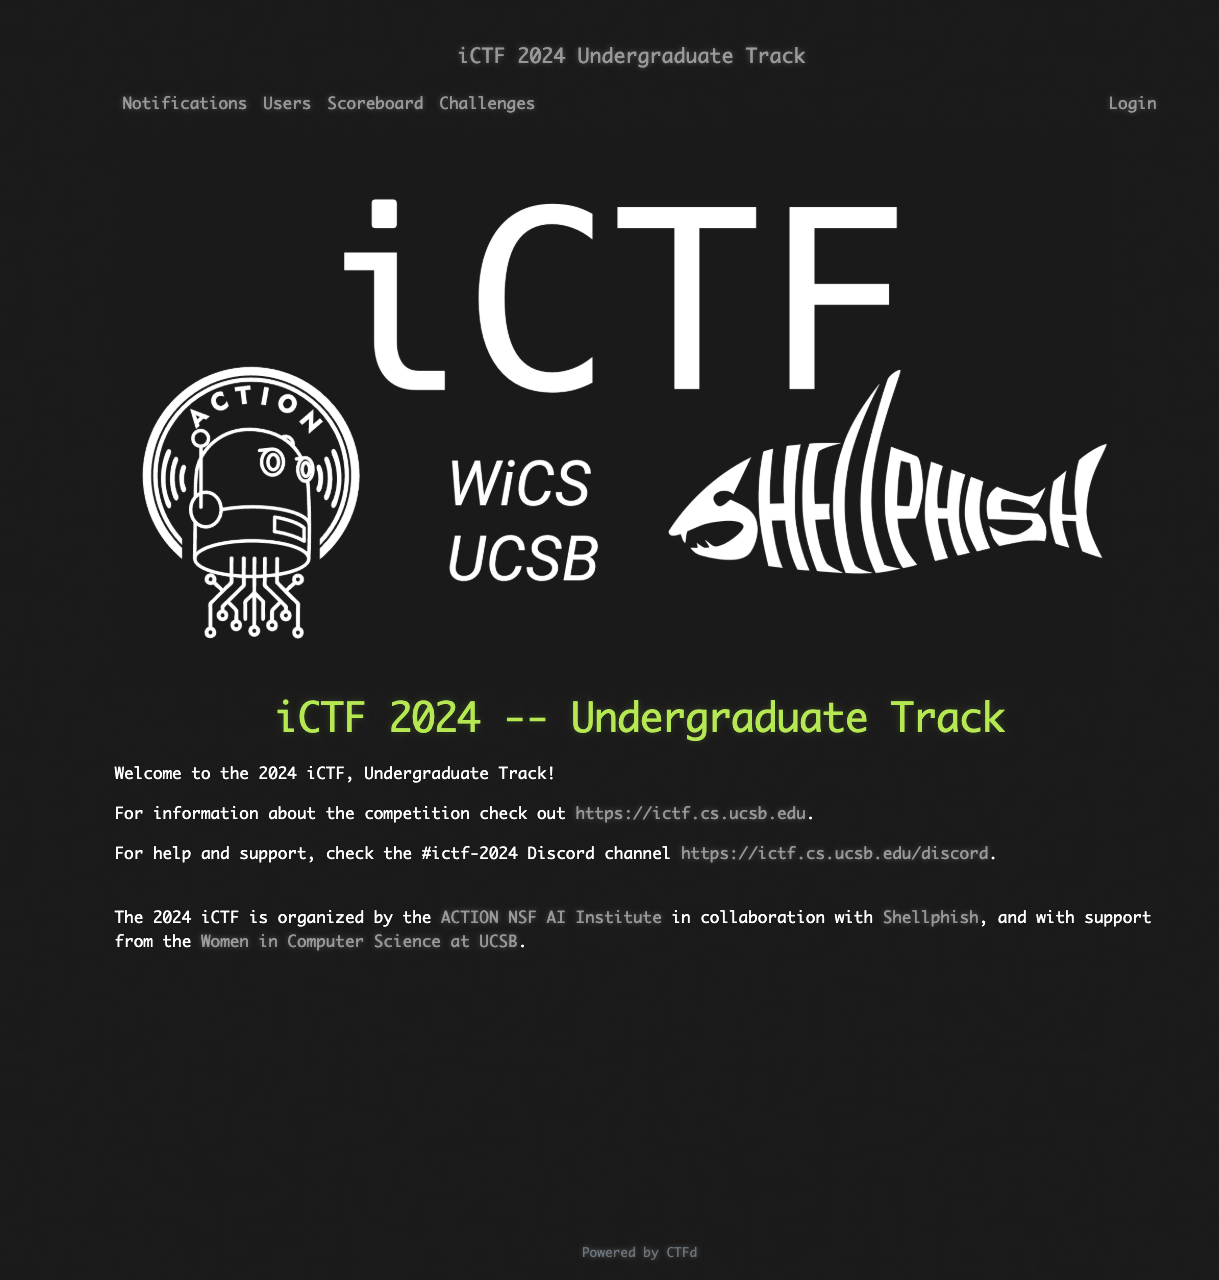 iCTF 2024 Undergraduate Track
Notifications Users Scoreboard Challenges Login
iCTF
ACTION
WiCS
UCSB
SHELLPHISH
iCTF 2024 -- Undergraduate Track
Welcome to the 2024 iCTF, Undergraduate Track!
For information about the competition check out https://ictf.cs.ucsb.edu.
For help and support, check the #ictf-2024 Discord channel https://ictf.cs.ucsb.edu/discord.
The 2024 iCTF is organized by the ACTION NSF AI Institute in collaboration with Shellphish, and with support
from the Women in Computer Science at UCSB.
Powered by CTFd